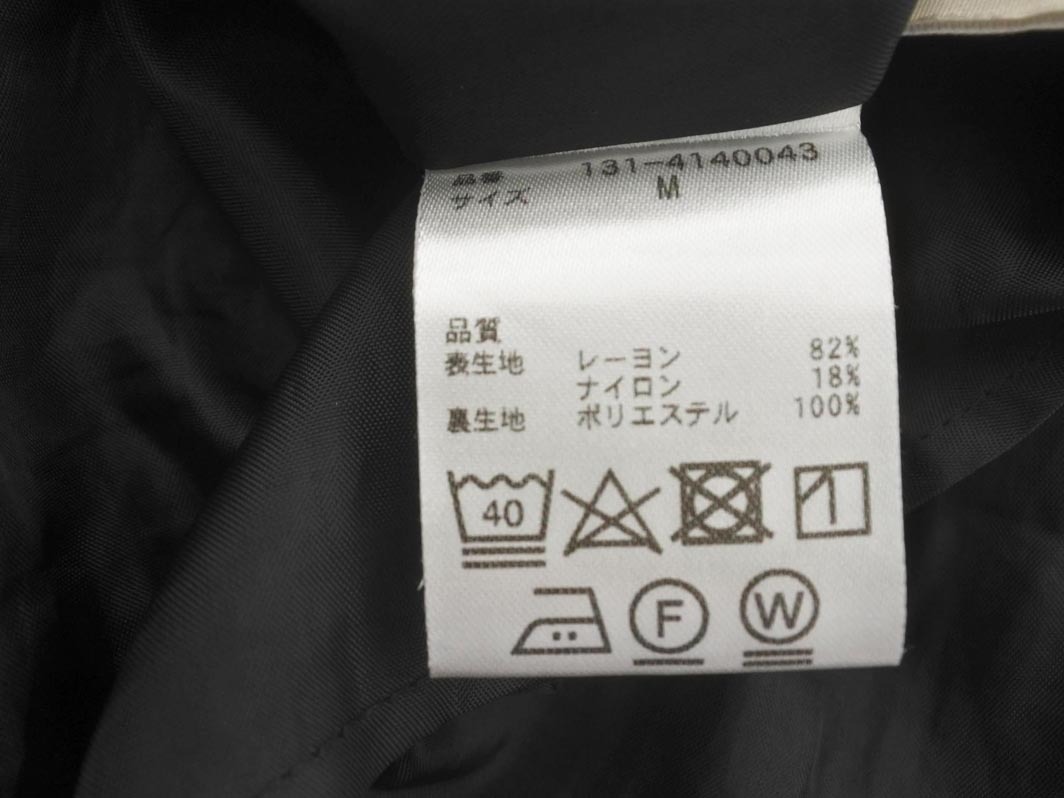 品番 131-4140043
サイズ M
品質
表生地 レーヨン 82%
ナイロン 18%
裏生地 ポリエステル 100%
40
F W